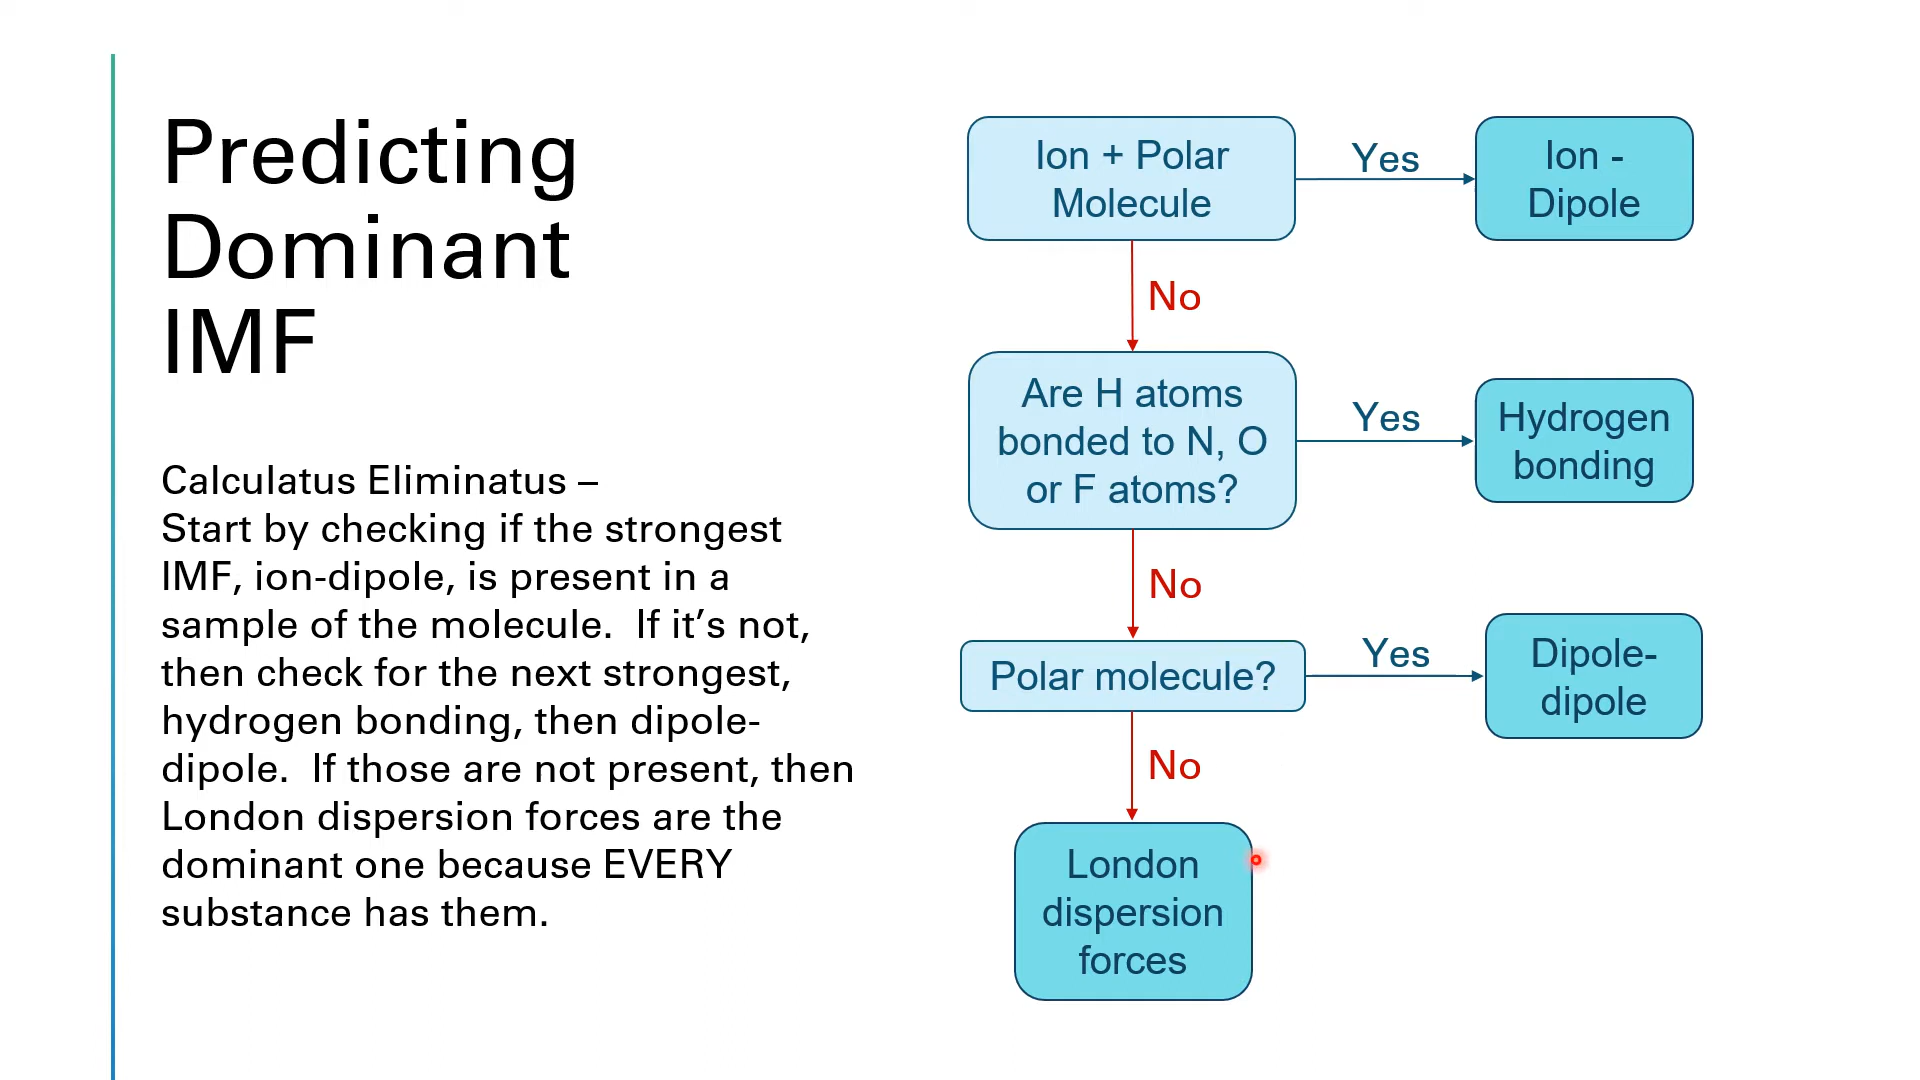 Predicting
Dominant
IMF
Calculatus Eliminatus –
Start by checking if the strongest
IMF, ion-dipole, is present in a
sample of the molecule.  If it’s not,
then check for the next strongest,
hydrogen bonding, then dipole-
dipole.  If those are not present, then
London dispersion forces are the
dominant one because EVERY
substance has them.
Ion + Polar
Molecule
Yes
Ion -
Dipole
No
Are H atoms
bonded to N, O
or F atoms?
Yes
Hydrogen
bonding
No
Polar molecule?
Yes
Dipole-
dipole
No
London
dispersion
forces